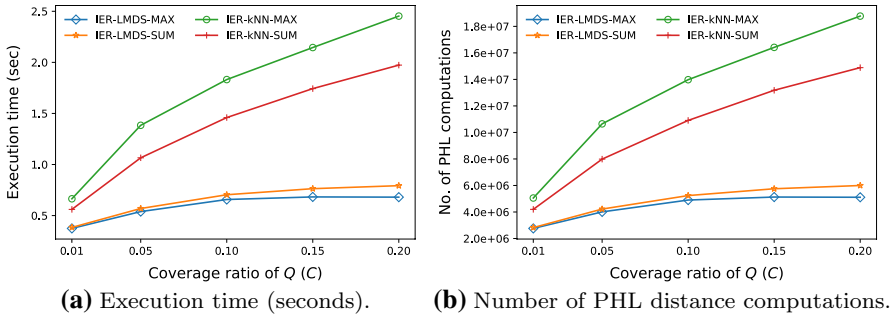 IER-LMDS-MAX
IER-LMDS-SUM
IER-kNN-MAX
IER-kNN-SUM
2.5
2.0
1.5
1.0
0.5
Execution time (sec)
0.01 0.05 0.10 0.15 0.20
Coverage ratio of Q (C)
(a) Execution time (seconds).
IER-LMDS-MAX
IER-LMDS-SUM
IER-kNN-MAX
IER-kNN-SUM
1.8e+07
1.6e+07
1.4e+07
1.2e+07
1.0e+07
8.0e+06
6.0e+06
4.0e+06
2.0e+06
No. of PHL computations
0.01 0.05 0.10 0.15 0.20
Coverage ratio of Q (C)
(b) Number of PHL distance computations.